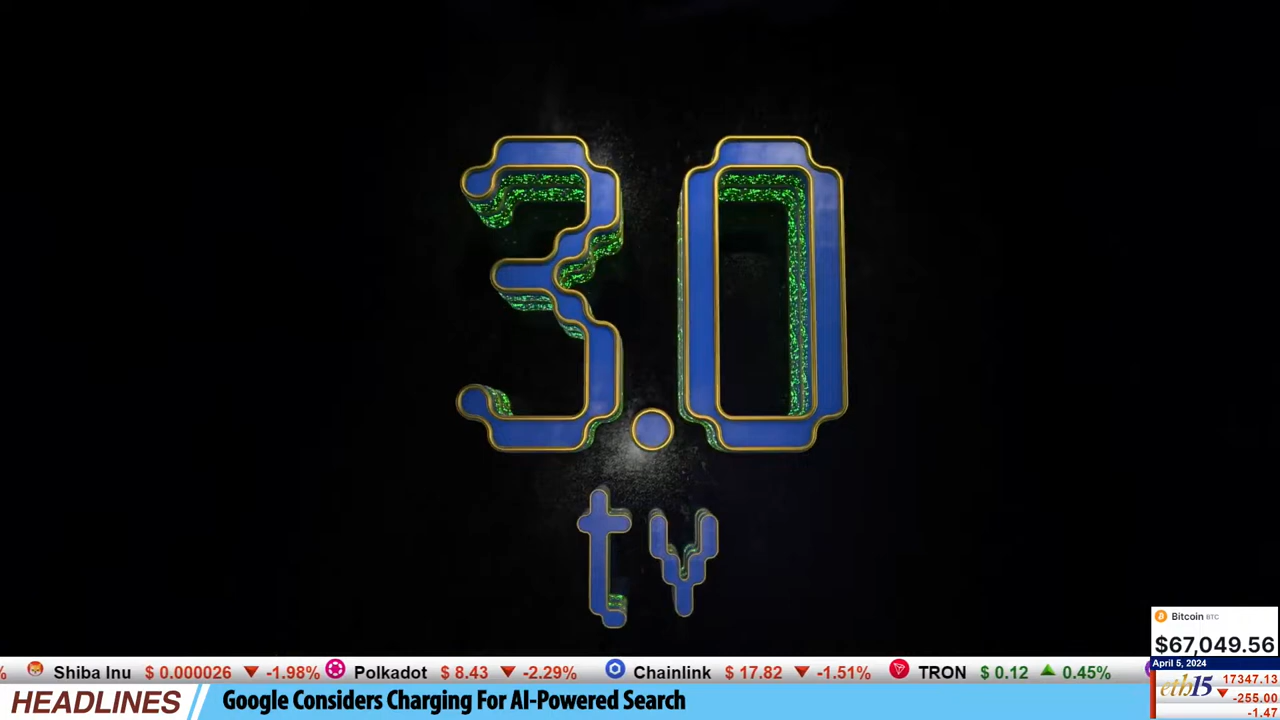 3.0
ty
Bitcoin BTC
$67,049.56
April 5, 2024
% Shiba Inu $ 0.000026 ▼ -1.98% Polkadot $ 8.43 ▼ -2.29% Chainlink $ 17.82 ▼ -1.51% TRON $ 0.12 ▲ 0.45%
eth15 17347.13
▼ -255.00
-1.47
HEADLINES Google Considers Charging For AI-Powered Search